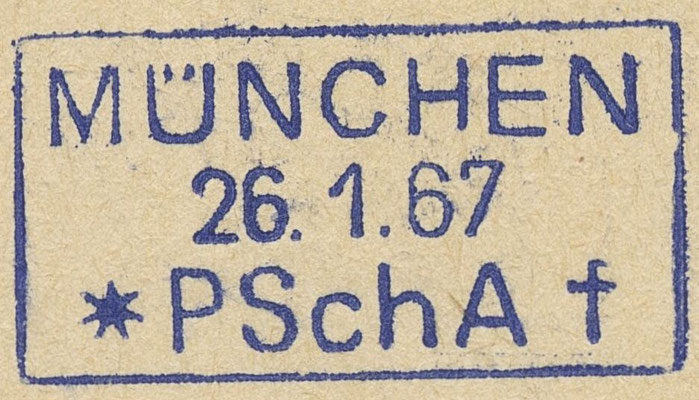 MÜNCHEN
26.1.67
* PSchA †